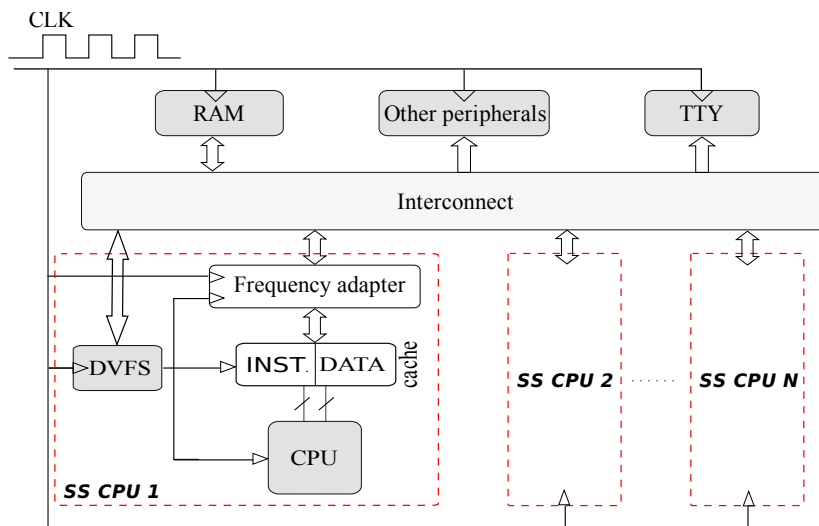 CLK
RAM
Other peripherals
TTY
Interconnect
Frequency adapter
DVFS
INST.
DATA
cache
CPU
SS CPU 1
SS CPU 2
SS CPU N